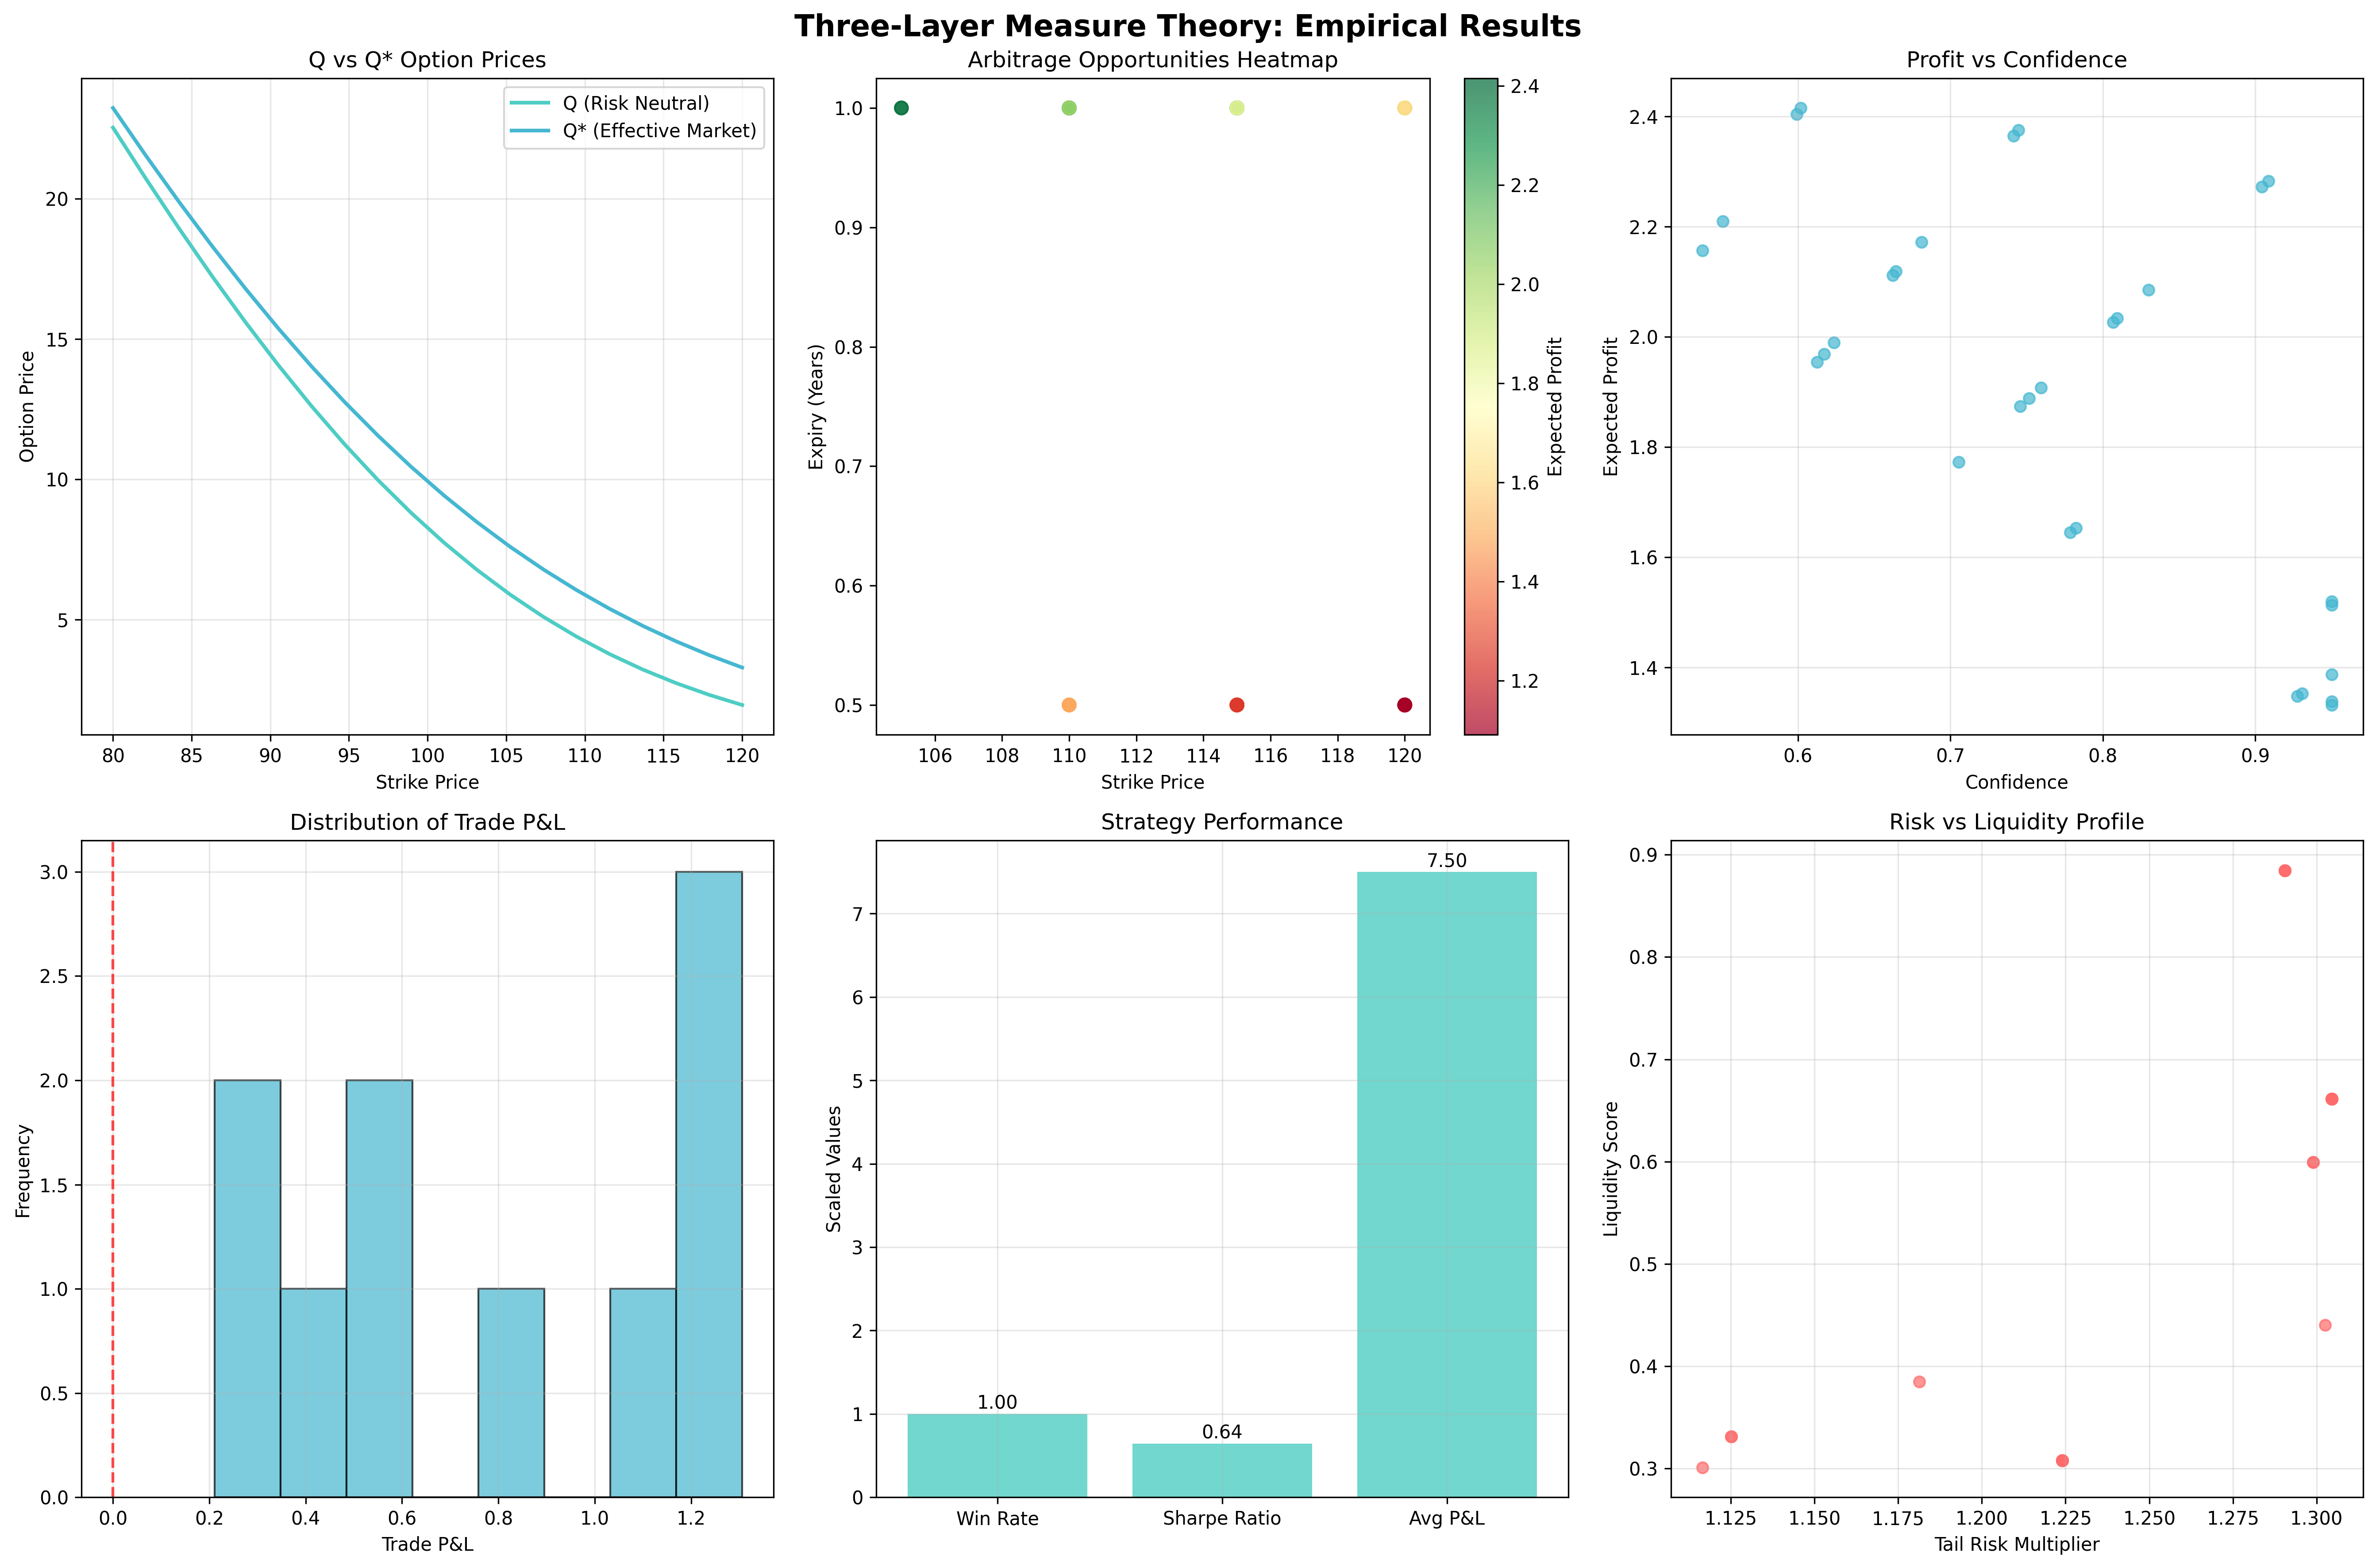 Three-Layer Measure Theory: Empirical Results
Q vs Q* Option Prices
Option Price
20
15
10
5
Q (Risk Neutral)
Q* (Effective Market)
80 85 90 95 100 105 110 115 120
Strike Price
Arbitrage Opportunities Heatmap
Expiry (Years)
1.0
0.9
0.8
0.7
0.6
0.5
106 108 110 112 114 116 118 120
Strike Price
2.4
2.2
2.0
1.8
1.6
1.4
1.2
Expected Profit
Profit vs Confidence
Expected Profit
2.4
2.2
2.0
1.8
1.6
1.4
0.6 0.7 0.8 0.9
Confidence
Distribution of Trade P&L
Frequency
3.0
2.5
2.0
1.5
1.0
0.5
0.0
0.0 0.2 0.4 0.6 0.8 1.0 1.2
Trade P&L
Strategy Performance
Scaled Values
7
6
5
4
3
2
1
0
1.00
0.64
7.50
Win Rate Sharpe Ratio Avg P&L
Risk vs Liquidity Profile
Liquidity Score
0.9
0.8
0.7
0.6
0.5
0.4
0.3
1.125 1.150 1.175 1.200 1.225 1.250 1.275 1.300
Tail Risk Multiplier